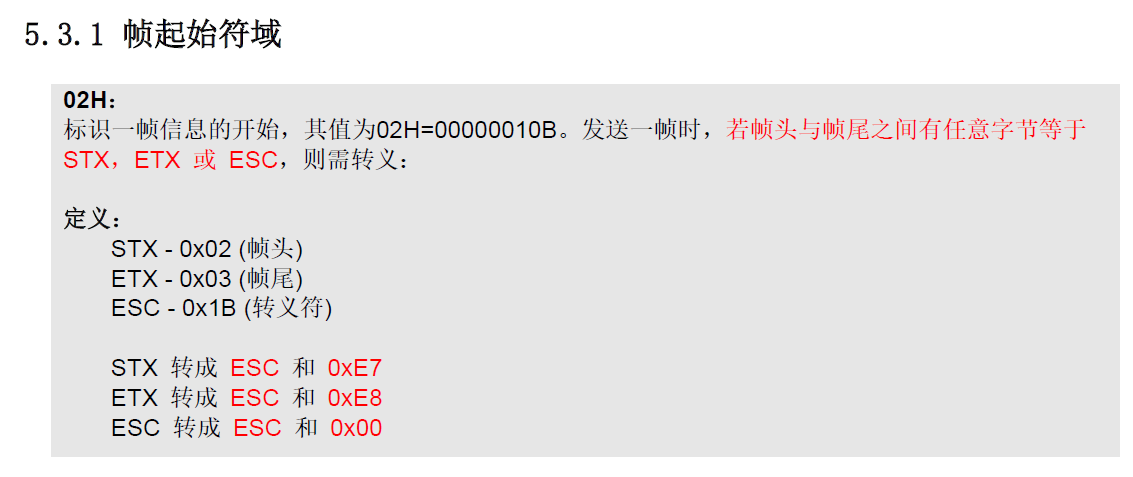 5.3.1 帧起始符域
02H：
标识一帧信息的开始，其值为02H=00000010B。发送一帧时，若帧头与帧尾之间有任意字节等于
STX，ETX 或 ESC，则需转义：
定义：
STX - 0x02 (帧头)
ETX - 0x03 (帧尾)
ESC - 0x1B (转义符)
STX 转成 ESC 和 0xE7
ETX 转成 ESC 和 0xE8
ESC 转成 ESC 和 0x00